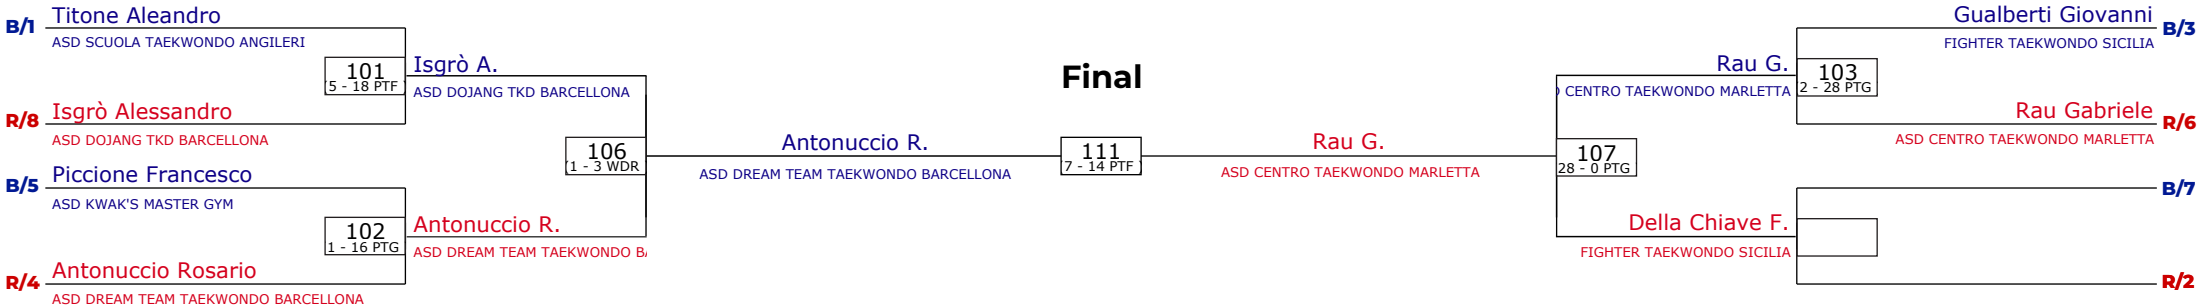 B/1
Titone Aleandro
ASD SCUOLA TAEKWONDO ANGILERI
101
5 - 18 PTF
R/8
Isgrò Alessandro
ASD DOJANG TKD BARCELLONA
B/5
Piccione Francesco
ASD KWAK'S MASTER GYM
102
1 - 16 PTG
R/4
Antonuccio Rosario
ASD DREAM TEAM TAEKWONDO BARCELLONA
Isgrò A.
ASD DOJANG TKD BARCELLONA
106
1 - 3 WDR
Antonuccio R.
ASD DREAM TEAM TAEKWONDO
Antonuccio R.
ASD DREAM TEAM TAEKWONDO BARCELLONA
Final
111
7 - 14 PTF
Rau G.
ASD CENTRO TAEKWONDO MARLETTA
Rau G.
CENTRO TAEKWONDO MARLETTA
107
28 - 0 PTG
Della Chiave F.
FIGHTER TAEKWONDO SICILIA
Gualberti Giovanni
B/3
FIGHTER TAEKWONDO SICILIA
103
2 - 28 PTG
Rau Gabriele
R/6
ASD CENTRO TAEKWONDO MARLETTA
B/7
R/2